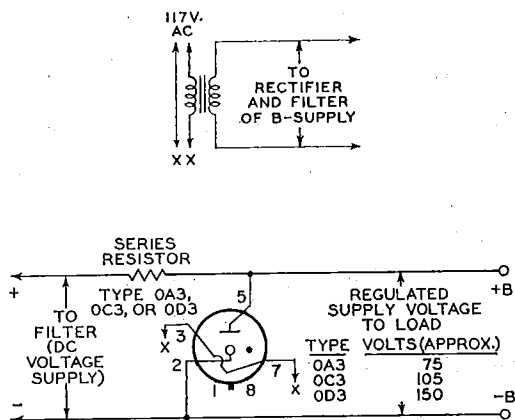 117V.
AC
TO
RECTIFIER
AND FILTER
OF B-SUPPLY
X X
SERIES
RESISTOR
+
TYPE 0A3,
0C3, OR 0D3
5
+B
TO
FILTER
(DC
VOLTAGE
SUPPLY)
3
X
2
1
8
7
X
REGULATED
SUPPLY VOLTAGE
TO LOAD
TYPE VOLTS (APPROX.)
0A3 75
0C3 105
0D3 150
-
-B